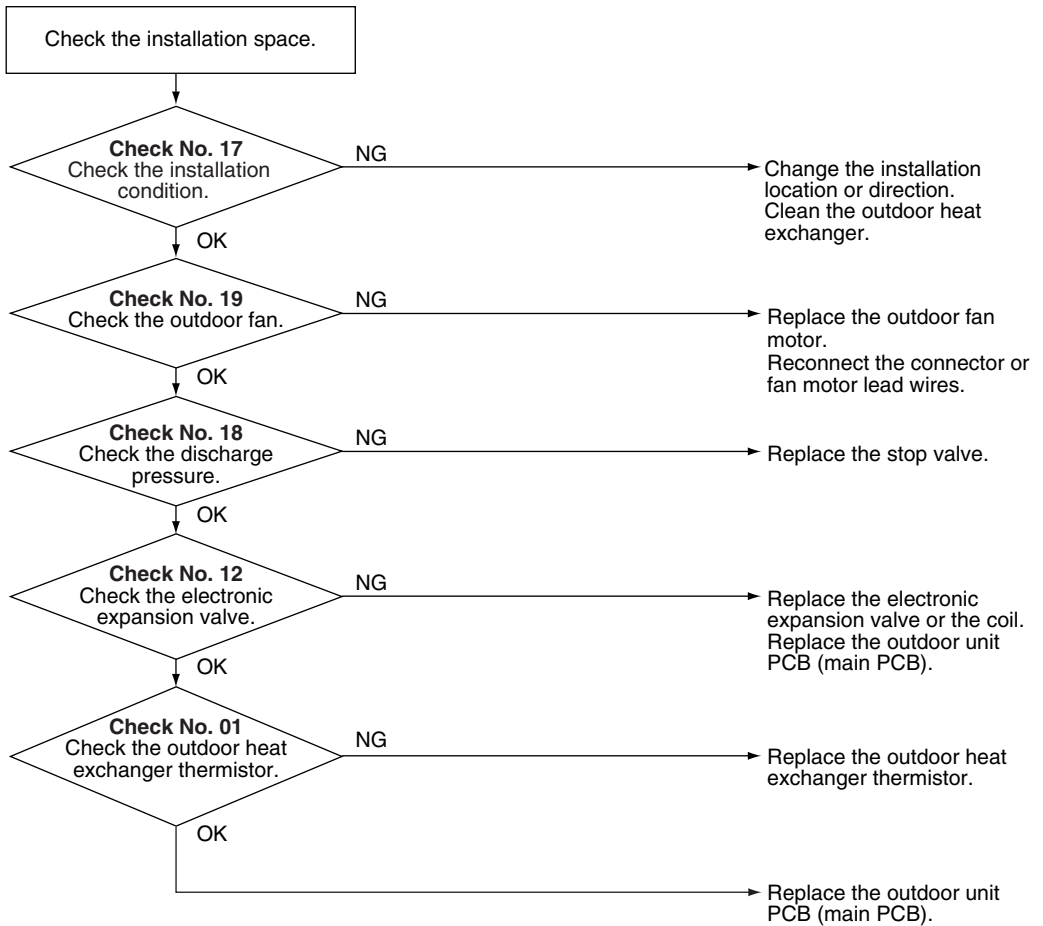 Check the installation space.
Check No. 17
Check the installation
condition.
NG
Change the installation
location or direction.
Clean the outdoor heat
exchanger.
OK
Check No. 19
Check the outdoor fan.
NG
Replace the outdoor fan
motor.
Reconnect the connector or
fan motor lead wires.
OK
Check No. 18
Check the discharge
pressure.
NG
Replace the stop valve.
OK
Check No. 12
Check the electronic
expansion valve.
NG
Replace the electronic
expansion valve or the coil.
Replace the outdoor unit
PCB (main PCB).
OK
Check No. 01
Check the outdoor heat
exchanger thermistor.
NG
Replace the outdoor heat
exchanger thermistor.
OK
Replace the outdoor unit
PCB (main PCB).